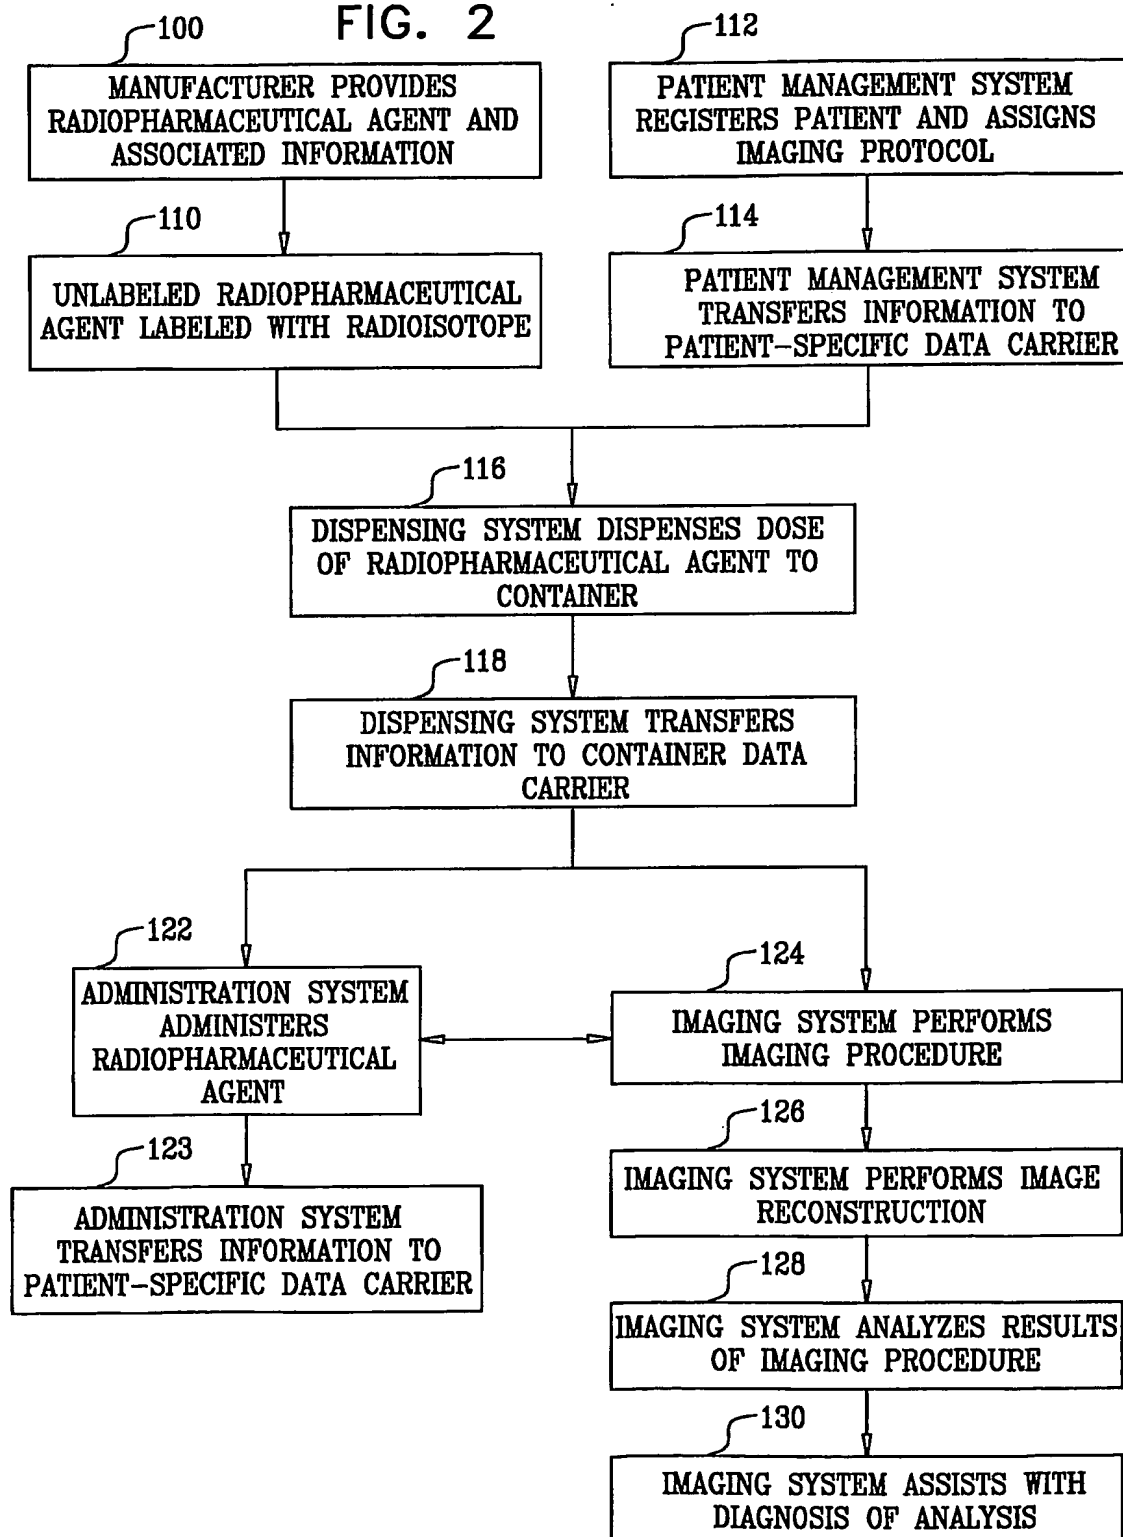 FIG. 2
100
MANUFACTURER PROVIDES
RADIOPHARMACEUTICAL AGENT AND
ASSOCIATED INFORMATION
112
PATIENT MANAGEMENT SYSTEM
REGISTERS PATIENT AND ASSIGNS
IMAGING PROTOCOL
110
UNLABELED RADIOPHARMACEUTICAL
AGENT LABELED WITH RADIOISOTOPE
114
PATIENT MANAGEMENT SYSTEM
TRANSFERS INFORMATION TO
PATIENT-SPECIFIC DATA CARRIER
116
DISPENSING SYSTEM DISPENSES DOSE
OF RADIOPHARMACEUTICAL AGENT TO
CONTAINER
118
DISPENSING SYSTEM TRANSFERS
INFORMATION TO CONTAINER DATA
CARRIER
122
ADMINISTRATION SYSTEM
ADMINISTERS
RADIOPHARMACEUTICAL
AGENT
124
IMAGING SYSTEM PERFORMS
IMAGING PROCEDURE
123
ADMINISTRATION SYSTEM
TRANSFERS INFORMATION TO
PATIENT-SPECIFIC DATA CARRIER
126
IMAGING SYSTEM PERFORMS IMAGE
RECONSTRUCTION
128
IMAGING SYSTEM ANALYZES RESULTS
OF IMAGING PROCEDURE
130
IMAGING SYSTEM ASSISTS WITH
DIAGNOSIS OF ANALYSIS